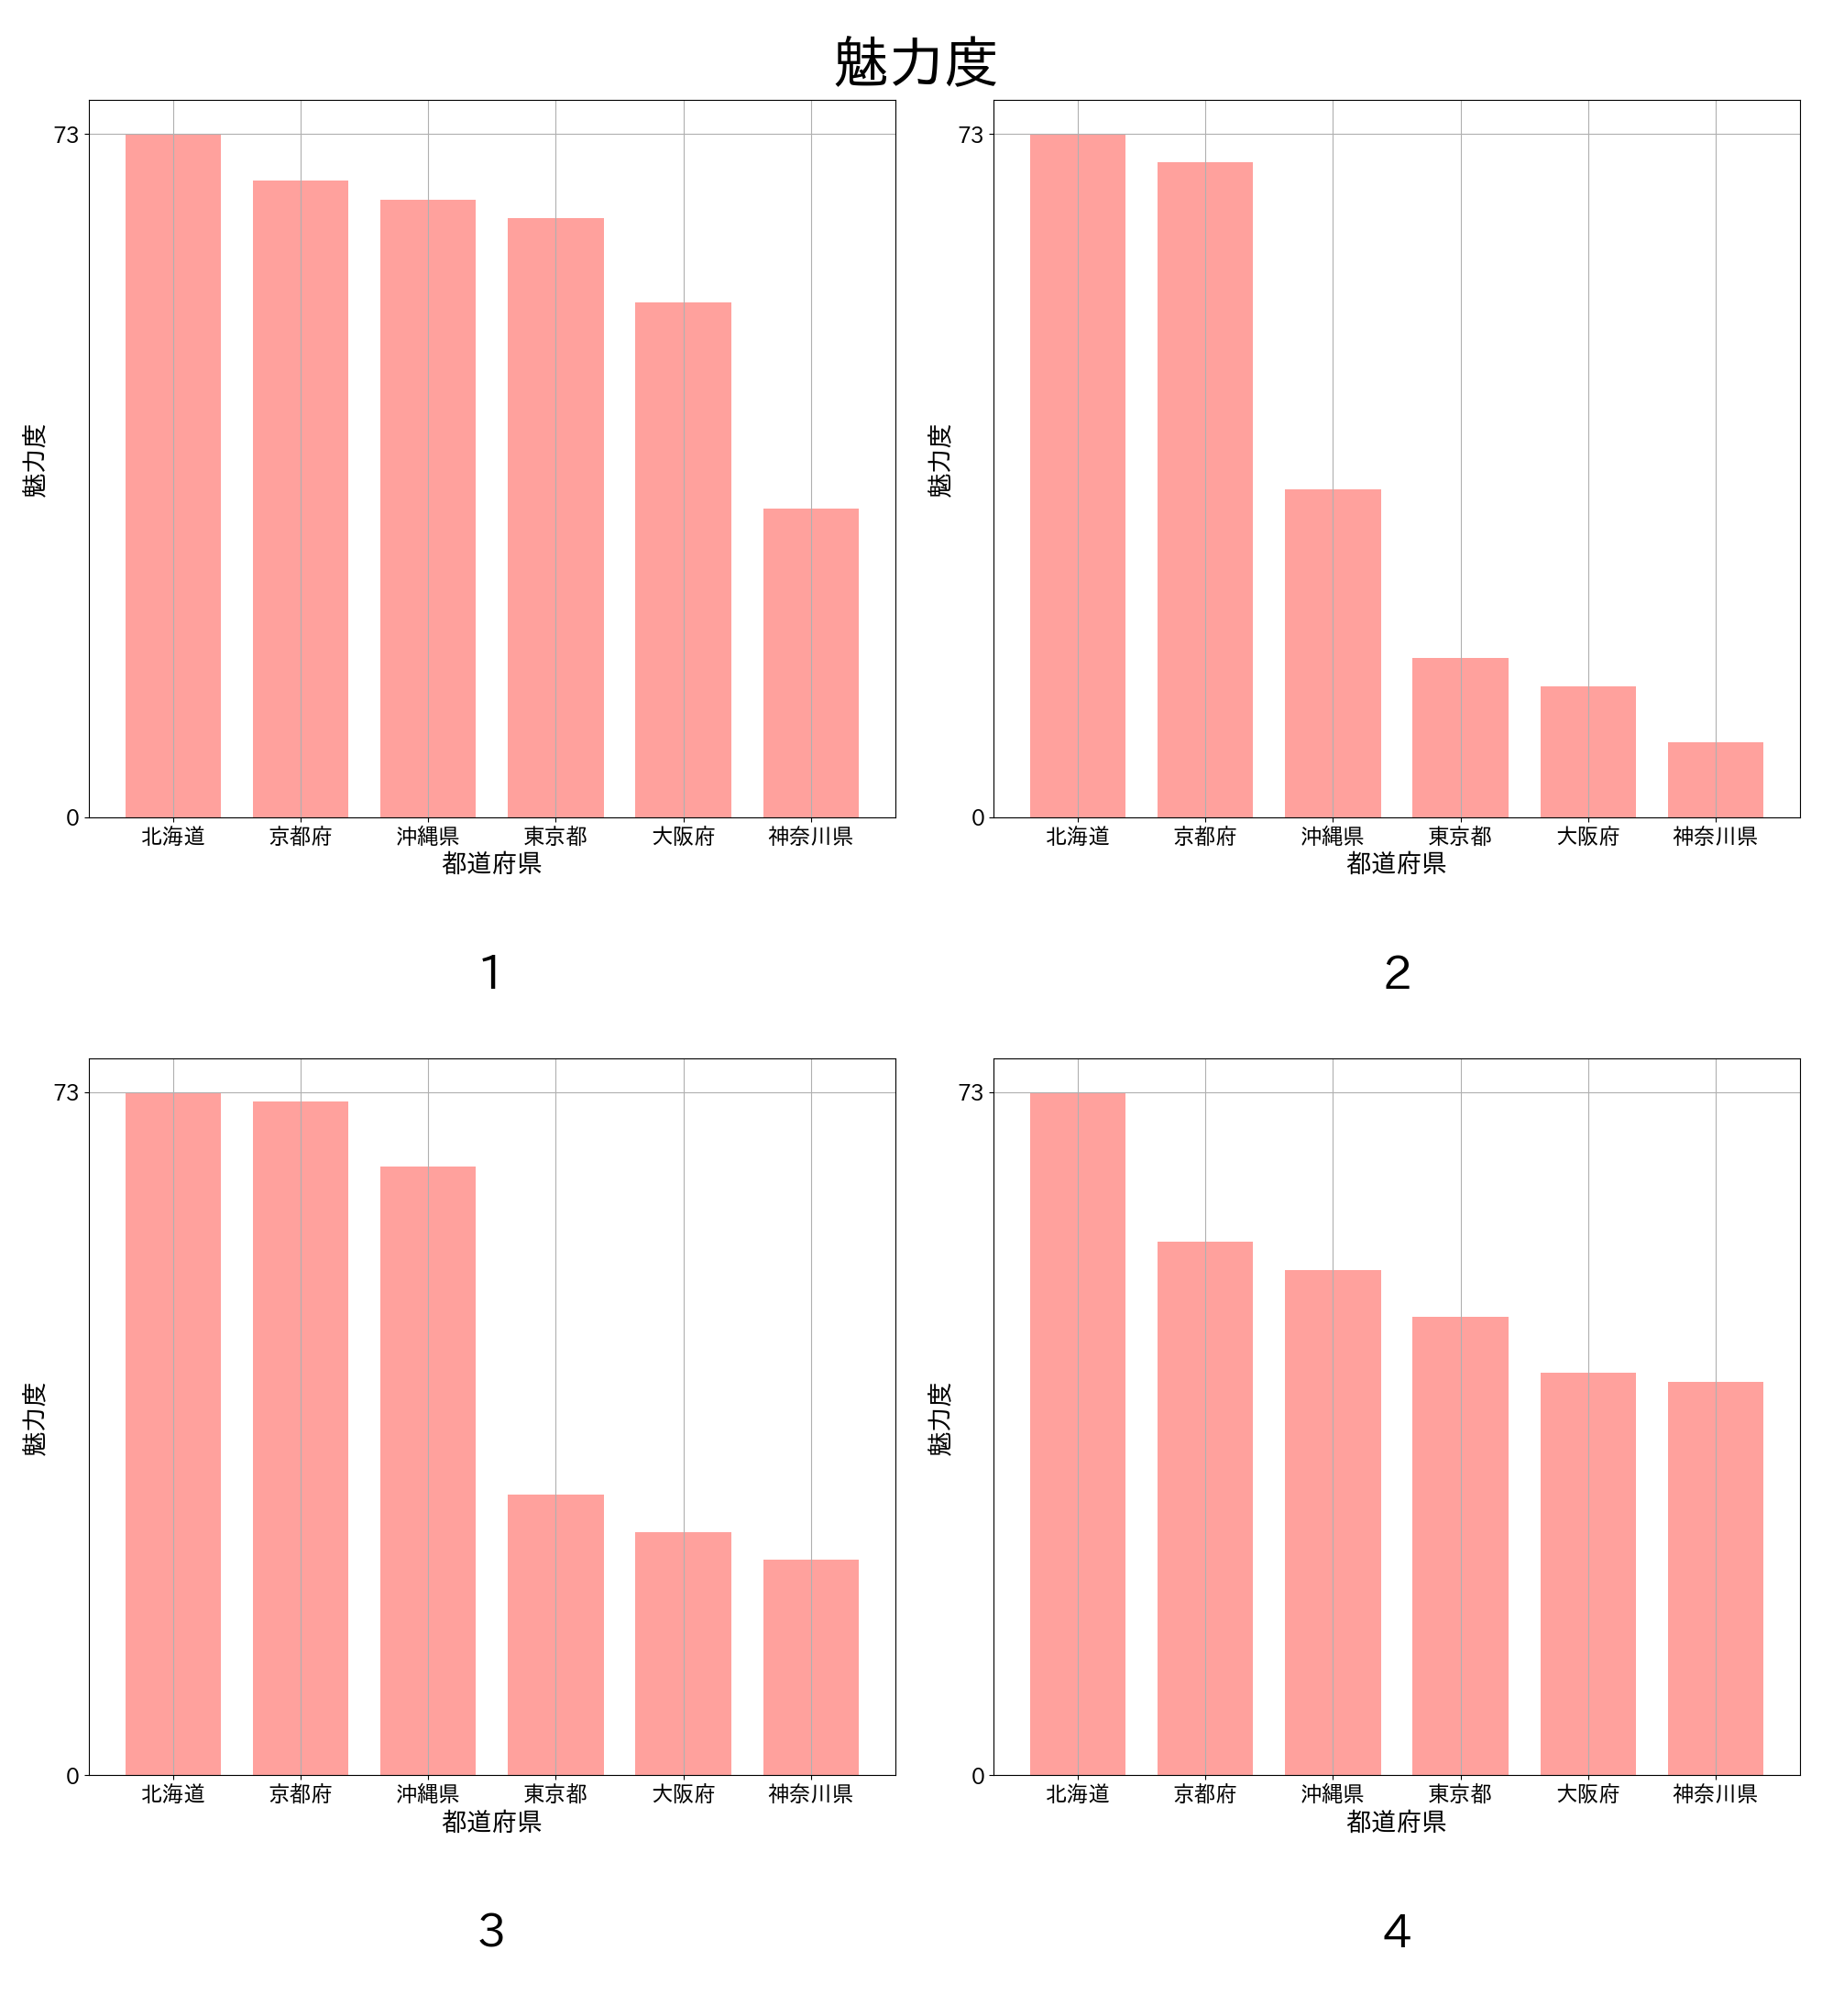 魅力度
73
0
魅力度
北海道 京都府 沖縄県 東京都 大阪府 神奈川県
都道府県
1
73
0
魅力度
北海道 京都府 沖縄県 東京都 大阪府 神奈川県
都道府県
2
73
0
魅力度
北海道 京都府 沖縄県 東京都 大阪府 神奈川県
都道府県
3
73
0
魅力度
北海道 京都府 沖縄県 東京都 大阪府 神奈川県
都道府県
4